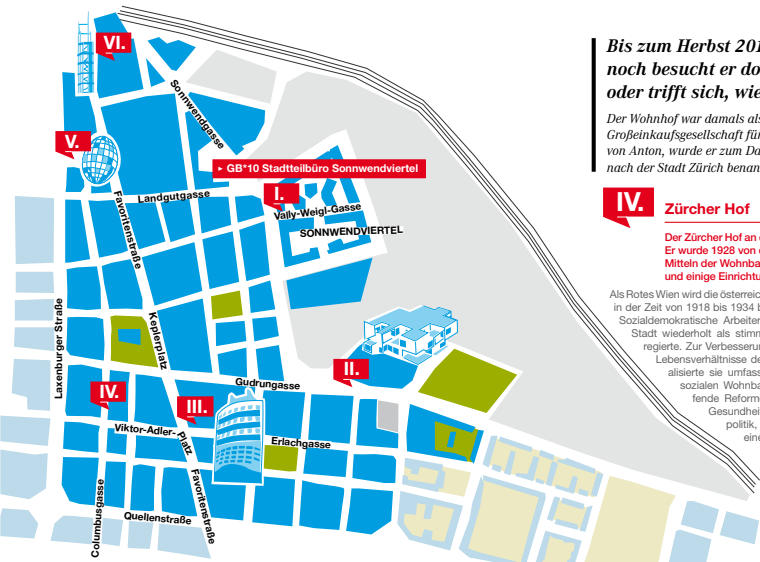 VI.
Sonnwendgasse
V.
▸ GB*10 Stadtteilbüro Sonnwendviertel
Landgutgasse
I.
Vally-Weigl-Gasse
SONNWENDVIERTEL
Favoritenstraße
Laxenburger Straße
Keplerplatz
II.
Gudrungasse
IV.
III.
Viktor-Adler-Platz
Erlachgasse
Favoritenstraße
Quellenstraße
Columbusgasse
Bis zum Herbst 201
noch besucht er do
oder trifft sich, wie
Der Wohnhof war damals als
Großeinkaufsgesellschaft für
von Anton, wurde er zum Da
nach der Stadt Zürich benan
IV. Zürcher Hof
Der Zürcher Hof an
Er wurde 1928 von
Mitteln der Wohnba
und einige Einrichtu
Als Rotes Wien wird die österreic
in der Zeit von 1918 bis 1934 b
Sozialdemokratische Arbeiter
Stadt wiederholt als stimm
regierte. Zur Verbesserun
Lebensverhältnisse de
alisierte sie umfass
sozialen Wohnba
fende Reform
Gesundhei
politik,
eine